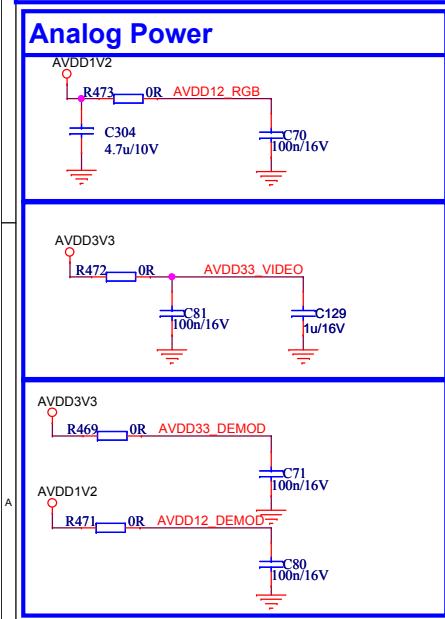 Analog Power
AVDD1V2
R473 0R AVDD12_RGB
C304
4.7u/10V
C70
100n/16V
AVDD3V3
R472 0R AVDD33_VIDEO
C81
100n/16V
C129
1u/16V
AVDD3V3
R469 0R AVDD33_DEMOD
C71
100n/16V
A
AVDD1V2
R471 0R AVDD12_DEMOD
C80
100n/16V